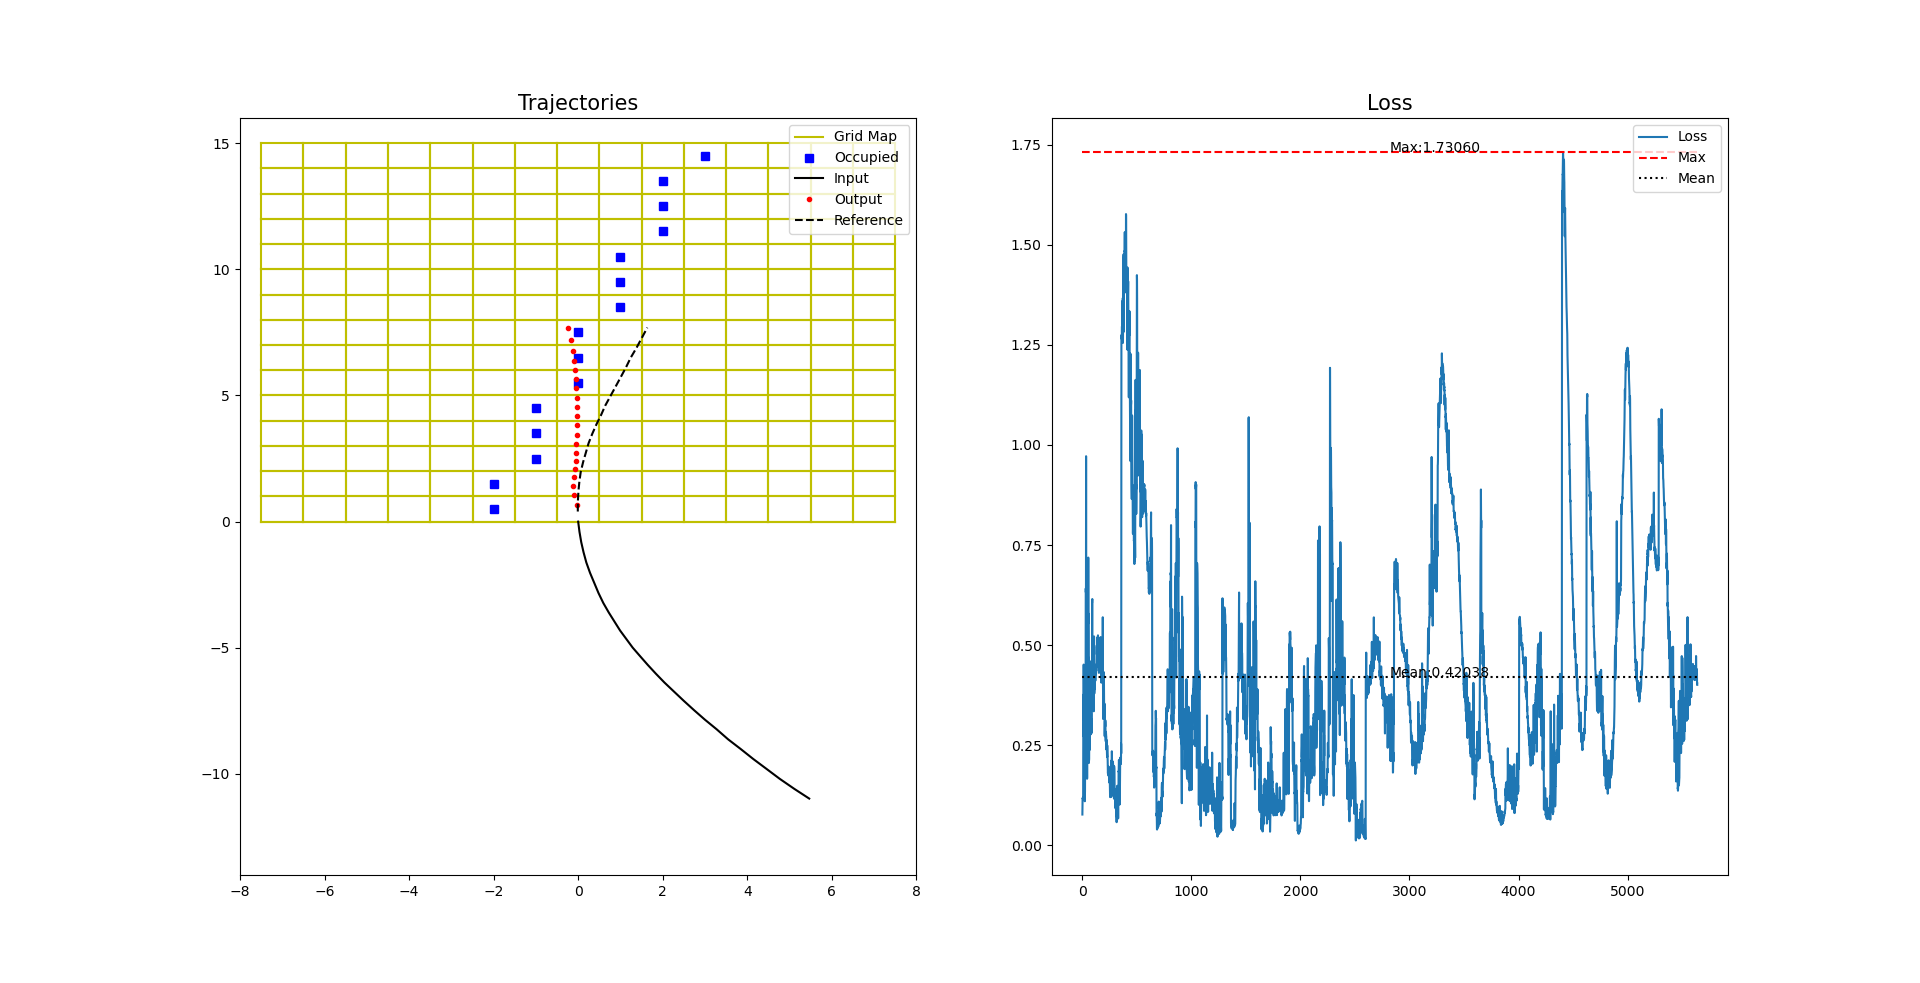 Trajectories
15
10
5
0
−5
−10
−8
−6
−4
−2
0
2
4
6
8
Grid Map
Occupied
Input
Output
Reference
Loss
1.75
1.50
1.25
1.00
0.75
0.50
0.25
0.00
0
1000
2000
3000
4000
5000
Max:1.73060
Mean:0.42038
Loss
Max
Mean